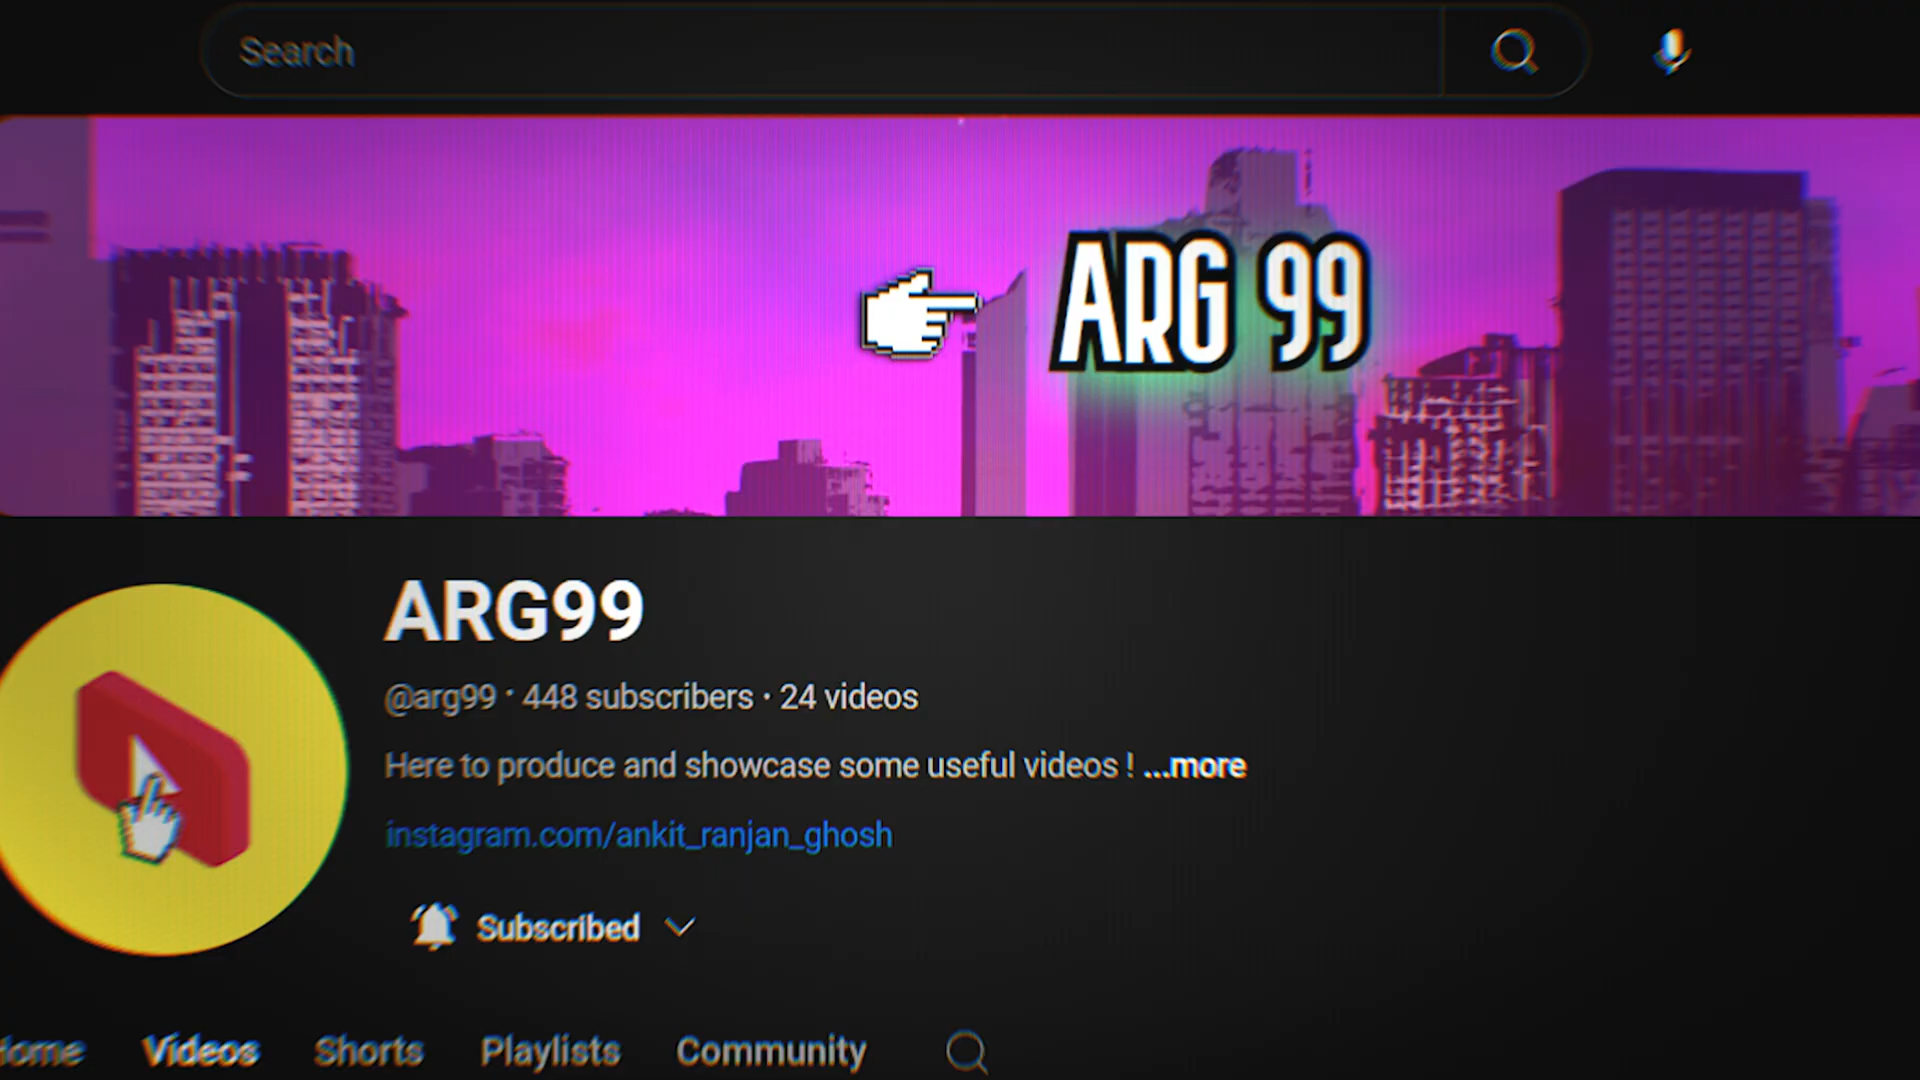 Search
ARG 99
ARG99
@arg99 · 448 subscribers · 24 videos
Here to produce and showcase some useful videos ! ...more
instagram.com/ankit_ranjan_ghosh
Subscribed
Home Videos Shorts Playlists Community